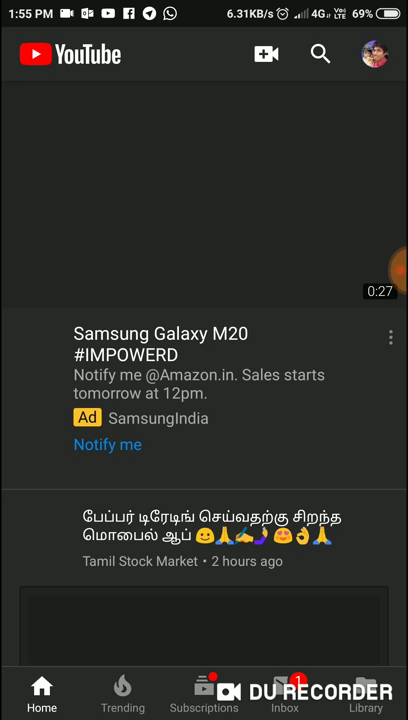 1:55 PM 6.31KB/s 4G VoLTE 69%
YouTube
0:27
Samsung Galaxy M20
#IMPOWERD
Notify me @Amazon.in. Sales starts
tomorrow at 12pm.
Ad SamsungIndia
Notify me
பேப்பர் டிரேடிங் செய்வதற்கு சிறந்த
மொபைல் ஆப் 🙂🙏✍🤳😍👌🙏
Tamil Stock Market • 2 hours ago
1
DU RECORDER
Home Trending Subscriptions Inbox Library